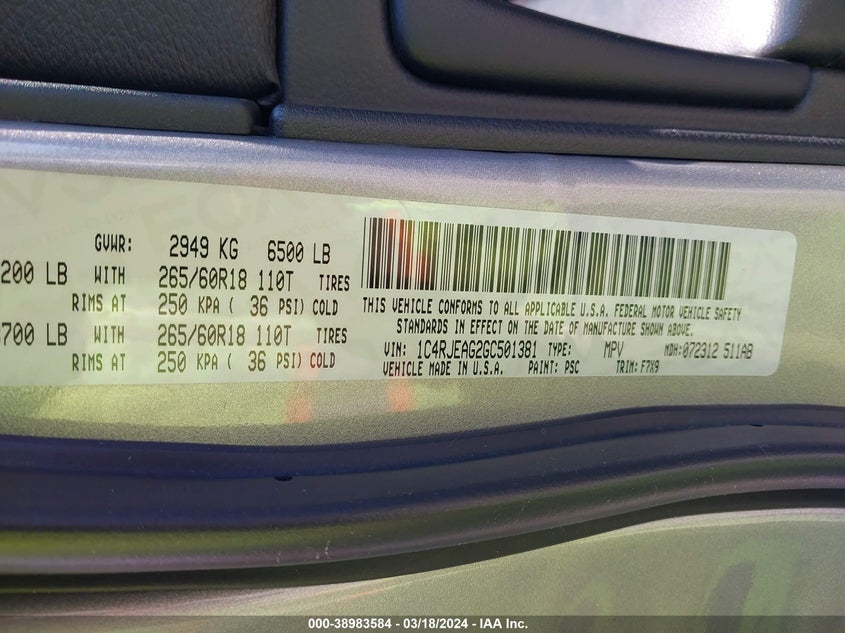 GVWR: 2949 KG 6500 LB
200 LB WITH 265/60R18 110T TIRES
RIMS AT 250 KPA ( 36 PSI) COLD
700 LB WITH 265/60R18 110T TIRES
RIMS AT 250 KPA ( 36 PSI) COLD
THIS VEHICLE CONFORMS TO ALL APPLICABLE U.S.A. FEDERAL MOTOR VEHICLE SAFETY
STANDARDS IN EFFECT ON THE DATE OF MANUFACTURE SHOWN ABOVE.
VIN: 1C4RJEAG2GC501381 TYPE: MPV MDH:072312 511AB
VEHICLE MADE IN U.S.A. PAINT: PSC TRIM: F7X9
000-38983584 - 03/18/2024 - IAA Inc.